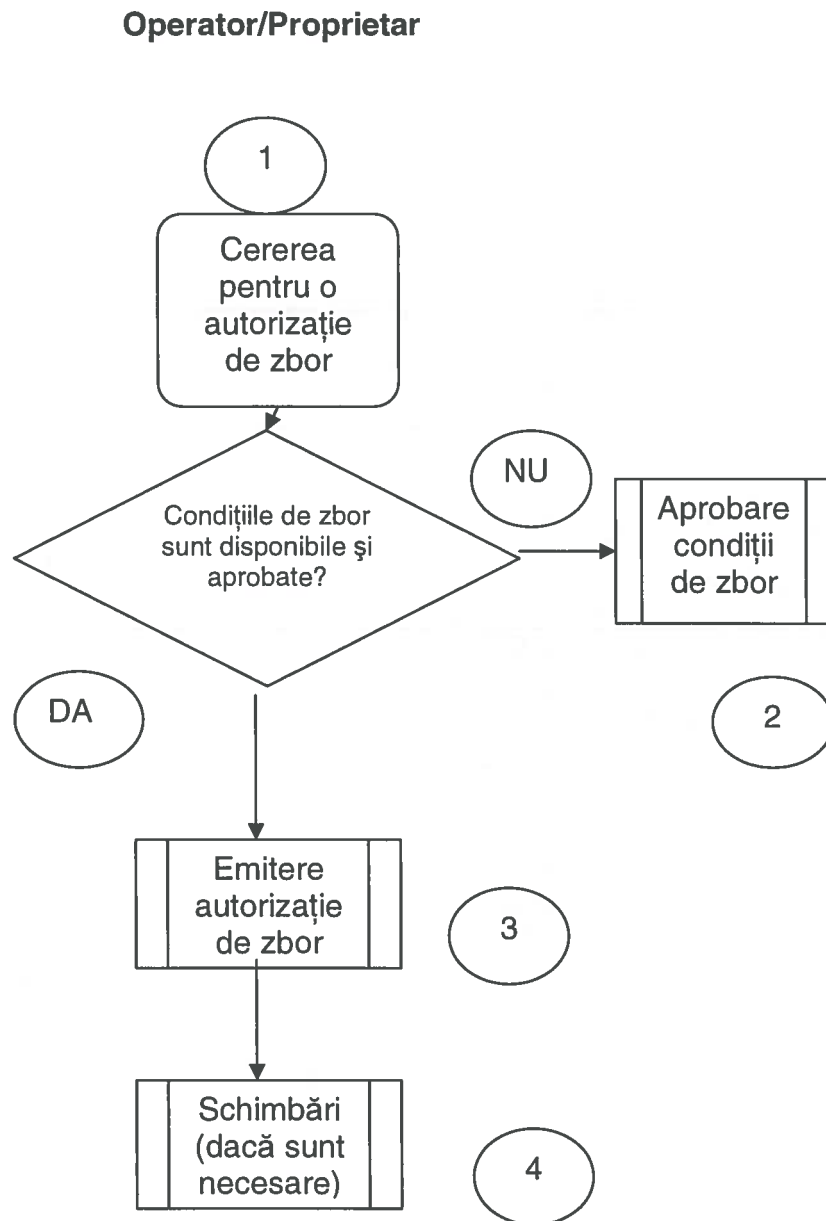 Operator/Proprietar
1
Cererea
pentru o
autorizație
de zbor
Condițiile de zbor
sunt disponibile şi
aprobate?
NU
Aprobare
condiții
de zbor
DA
2
Emitere
autorizație
de zbor
3
Schimbări
(dacă sunt
necesare)
4